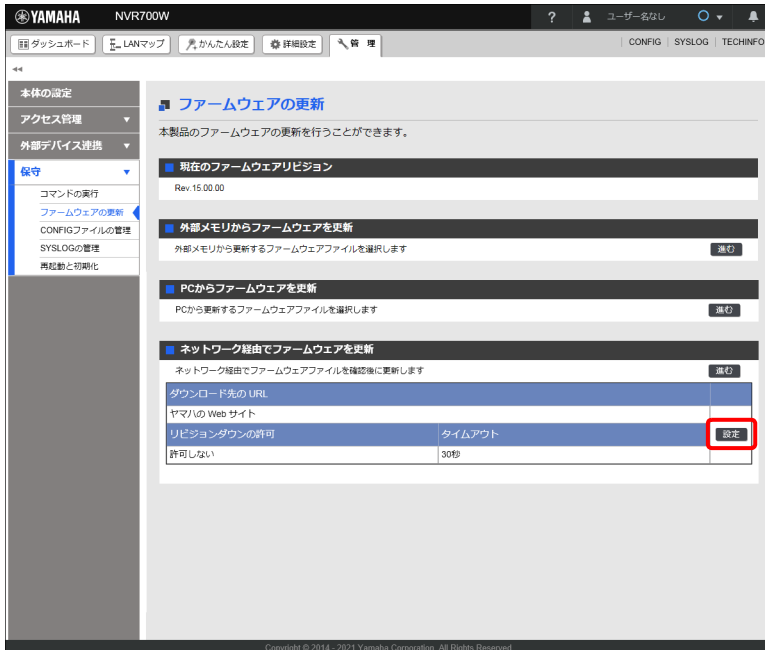 YAMAHA NVR700W ? ユーザー名なし
ダッシュボード LANマップ かんたん設定 詳細設定 管 理 CONFIG SYSLOG TECHINFO
本体の設定
アクセス管理
外部デバイス連携
保守
コマンドの実行
ファームウェアの更新
CONFIGファイルの管理
SYSLOGの管理
再起動と初期化
ファームウェアの更新
本製品のファームウェアの更新を行うことができます。
現在のファームウェアリビジョン
Rev.15.00.00
外部メモリからファームウェアを更新
外部メモリから更新するファームウェアファイルを選択します 進む
PCからファームウェアを更新
PCから更新するファームウェアファイルを選択します 進む
ネットワーク経由でファームウェアを更新
ネットワーク経由でファームウェアファイルを確認後に更新します 進む
ダウンロード先の URL
ヤマハの Web サイト
リビジョンダウンの許可 タイムアウト 設定
許可しない 30秒
Copyright © 2014 - 2021 Yamaha Corporation. All Rights Reserved.